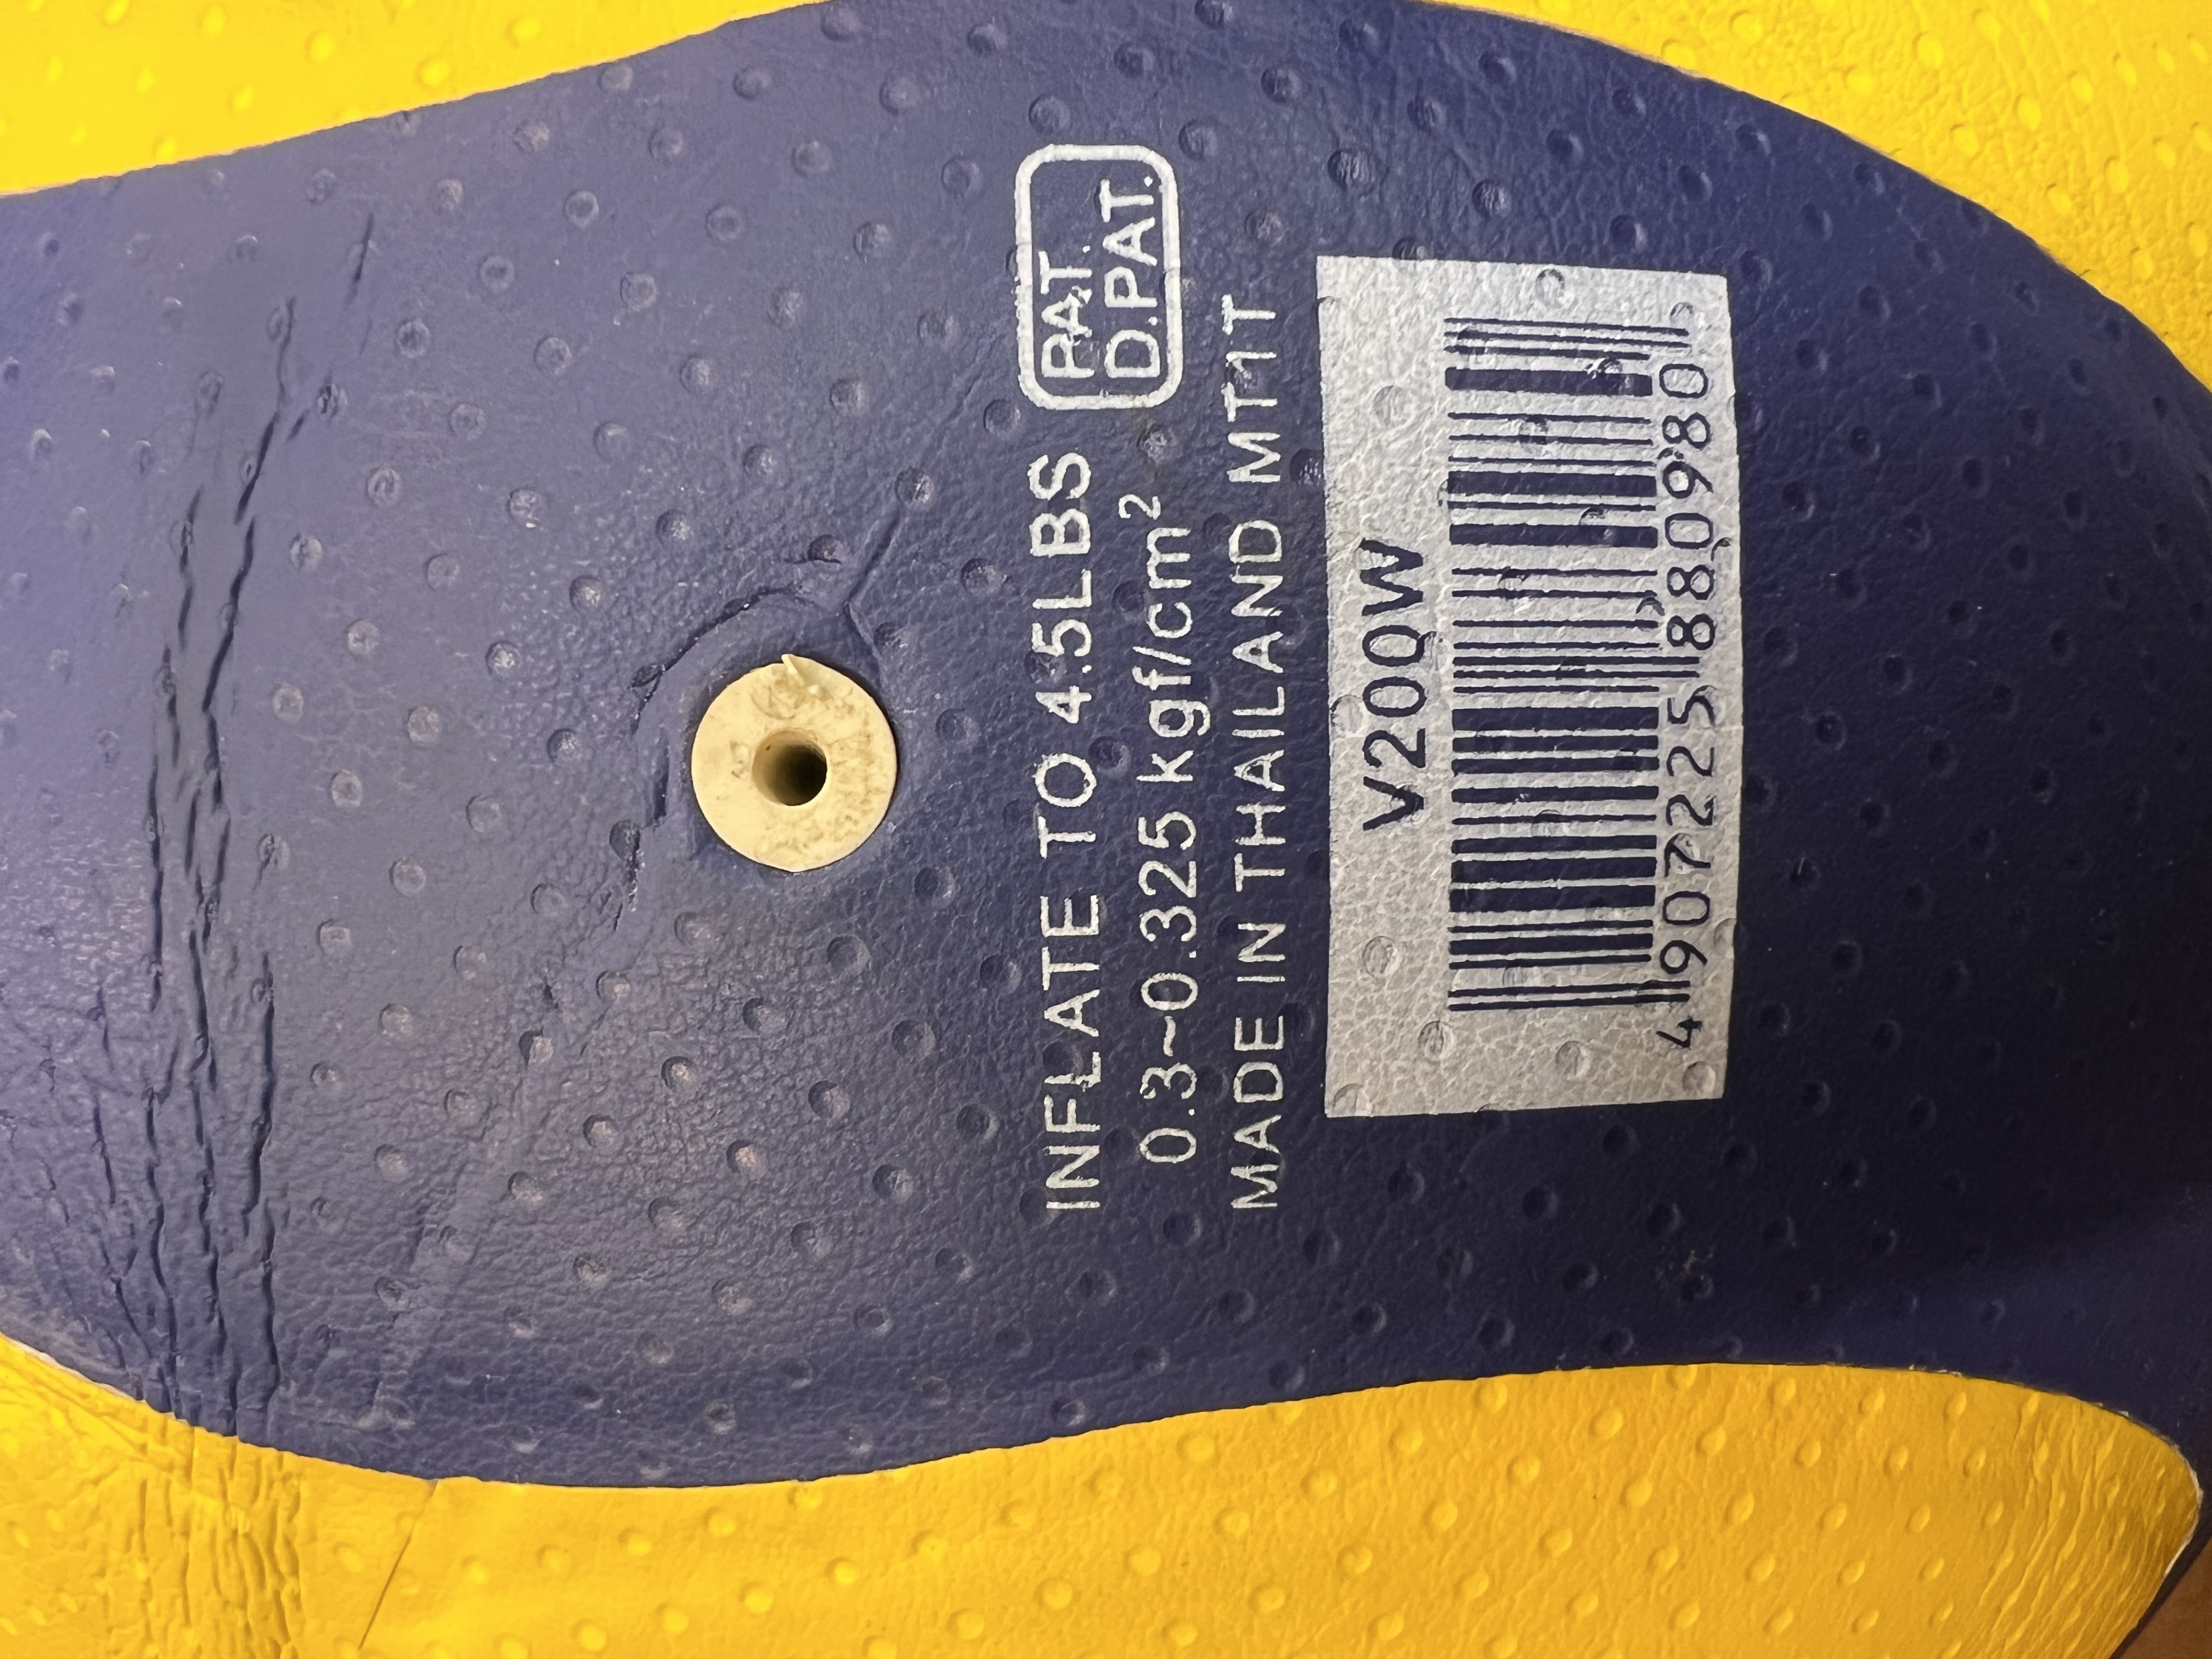 INFLATE TO 4.5LBS
0.3~0.325 kgf/cm²
PAT.
D.PAT.
MADE IN THAILAND MT1T
V200W
4 907225 880980